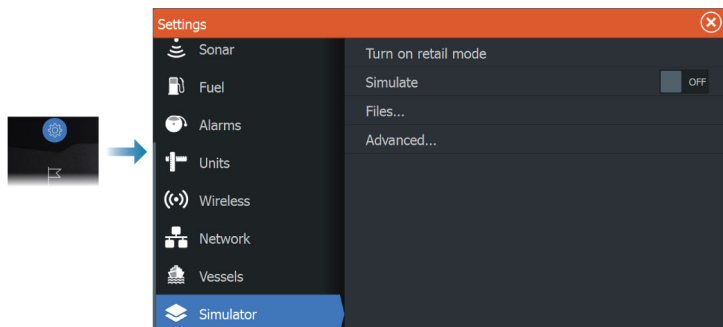 Settings
Sonar
Fuel
Alarms
Units
Wireless
Network
Vessels
Simulator
Turn on retail mode
Simulate
OFF
Files...
Advanced...